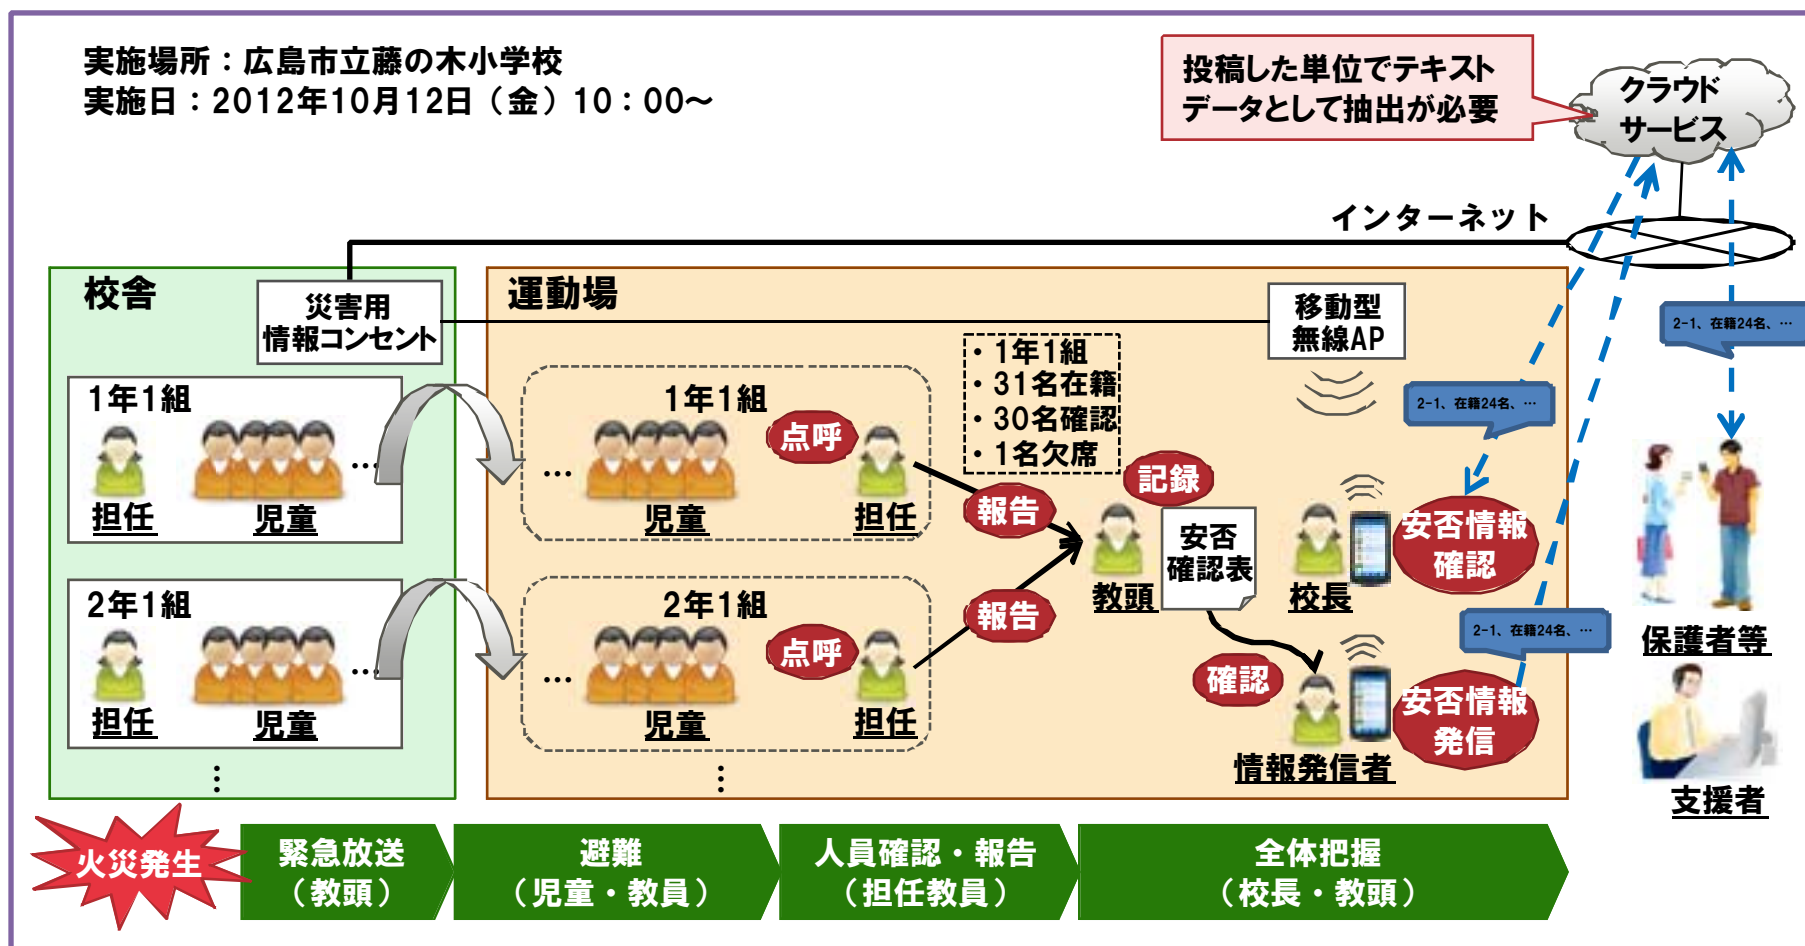 実施場所：広島市立藤の木小学校
実施日：2012年10月12日（金）10：00～
投稿した単位でテキスト
データとして抽出が必要
クラウド
サービス
インターネット
校舎
災害用
情報コンセント
運動場
移動型
無線AP
・1年1組
・31名在籍
・30名確認
・1名欠席
2-1、在籍24名、…
2-1、在籍24名、…
1年1組
…
担任
児童
1年1組
点呼
…
児童
担任
報告
記録
教頭
安否
確認表
校長
安否情報
確認
2年1組
…
担任
児童
2年1組
点呼
…
児童
担任
報告
確認
情報発信者
安否情報
発信
2-1、在籍24名、…
保護者等
支援者
⋮
⋮
火災発生
緊急放送
（教頭）
避難
（児童・教員）
人員確認・報告
（担任教員）
全体把握
（校長・教頭）